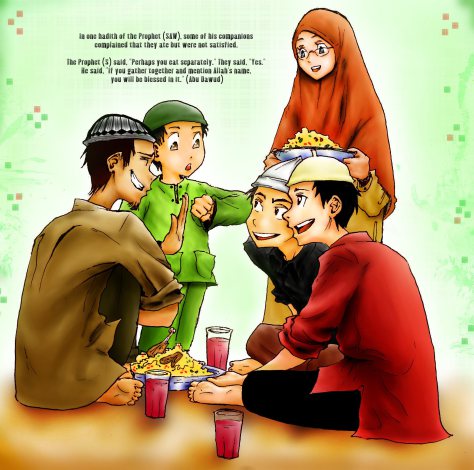 in one hadith of the Prophet (SAW), some of his companions
complained that they ate but were not satisfied.
The Prophet (S) said, "Perhaps you eat separately." They said, "Yes."
He said, "if you gather together and mention Allah's name,
you will be blessed in it." (Abu Dawud)